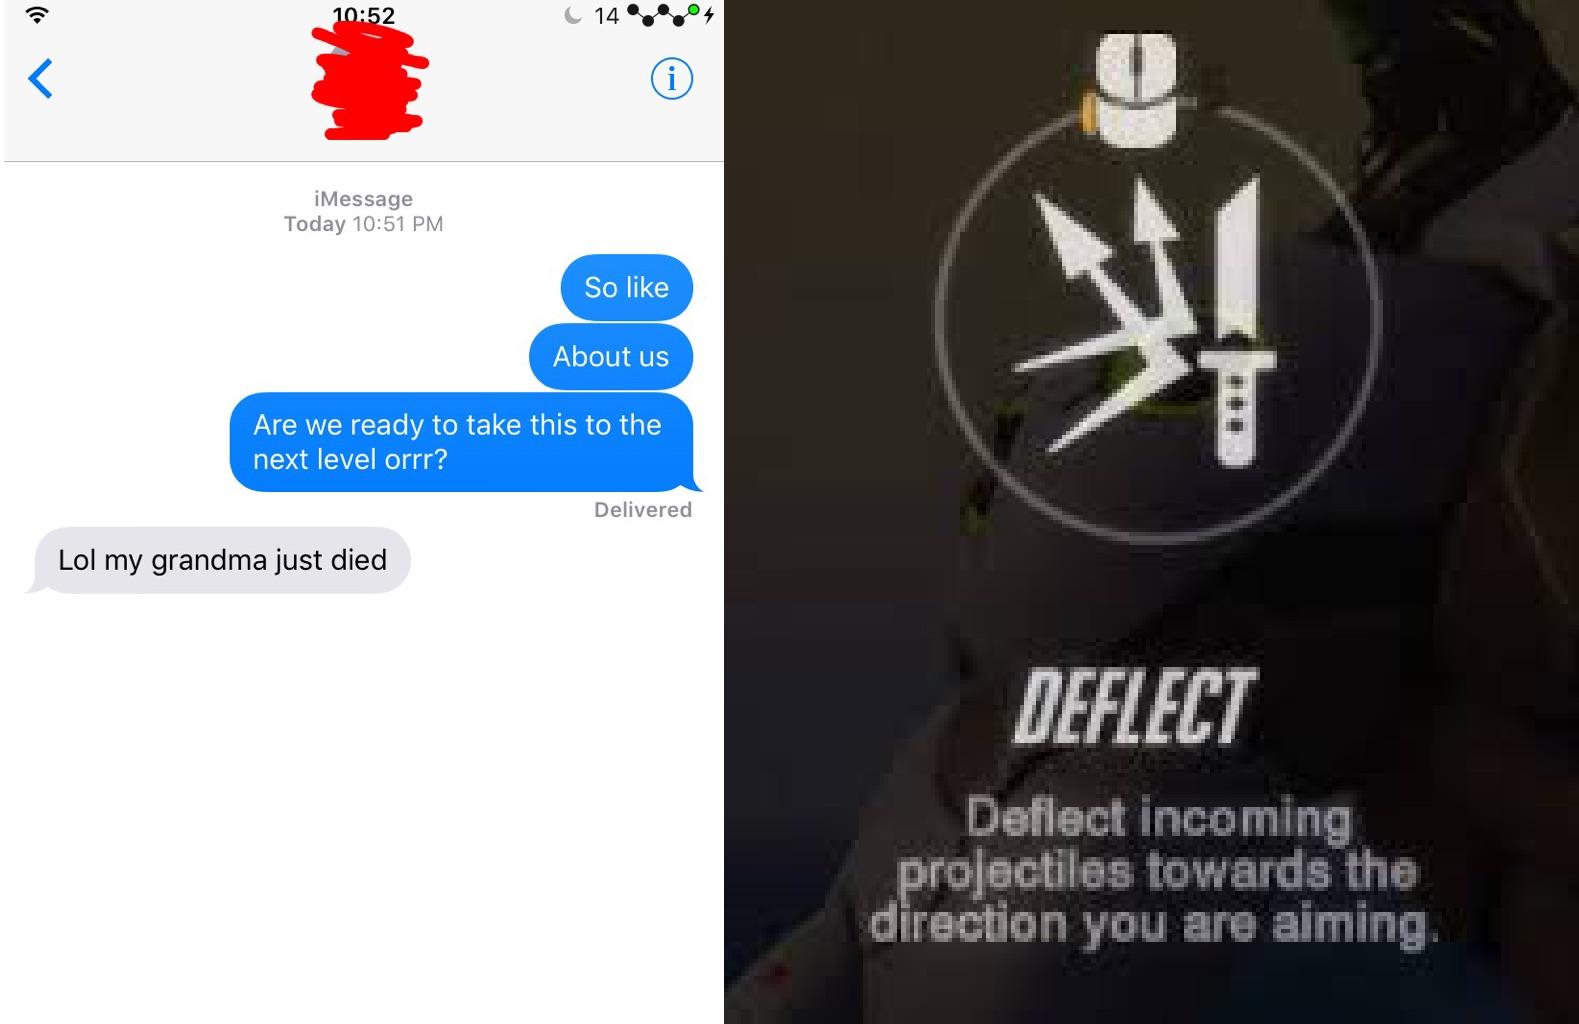 10:52
14
iMessage
Today 10:51 PM
So like
About us
Are we ready to take this to the
next level orrr?
Delivered
Lol my grandma just died
DEFLECT
Deflect incoming
projectiles towards the
direction you are aiming.